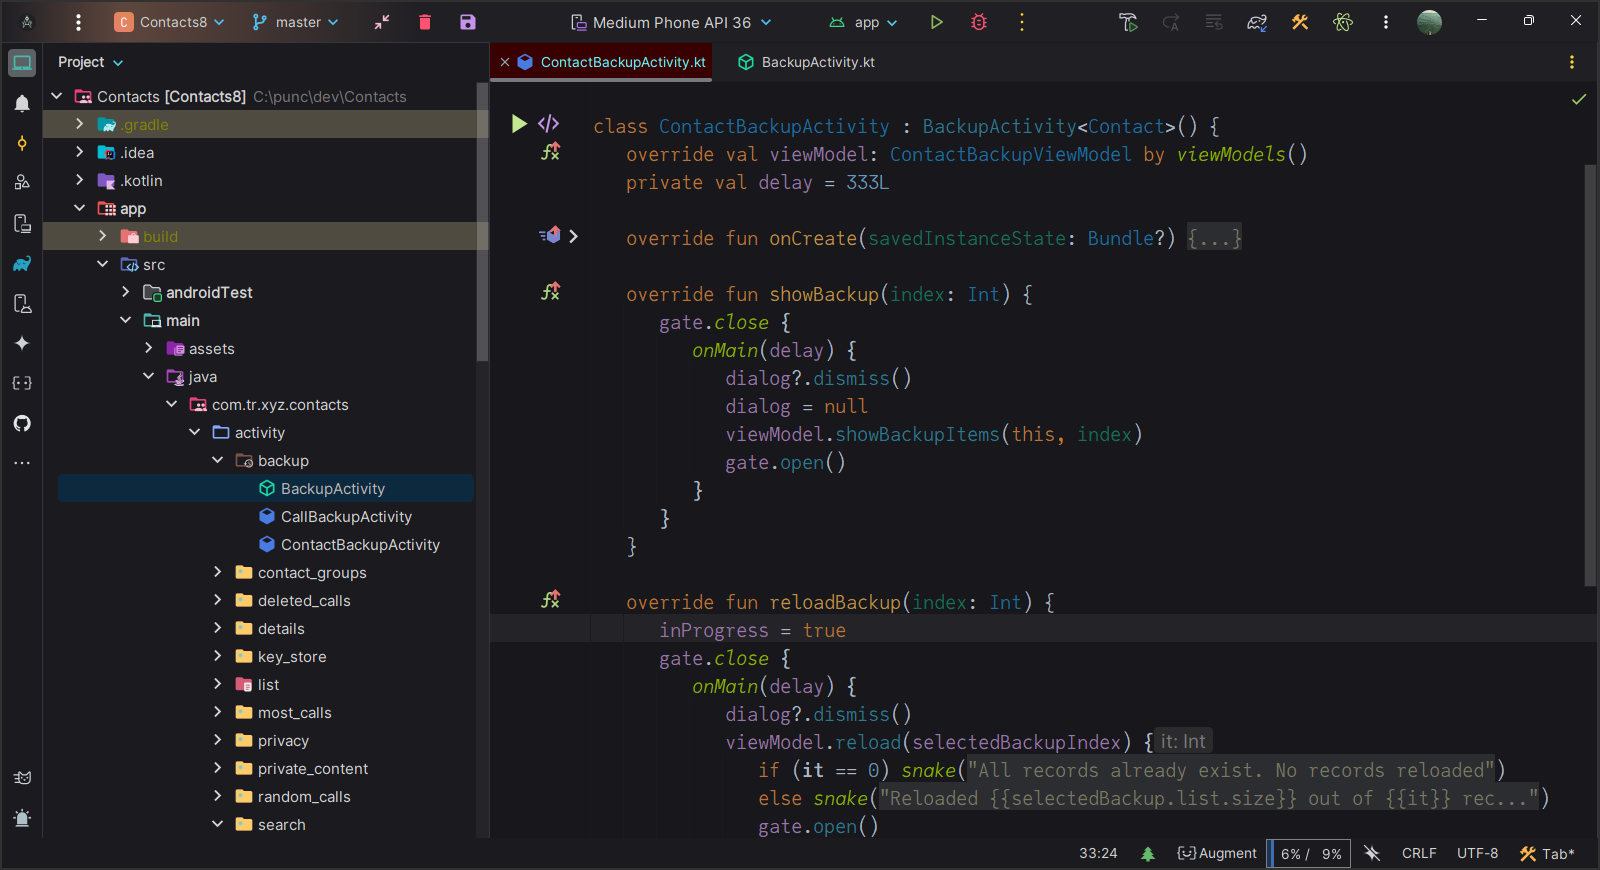 C Contacts8 master Medium Phone API 36 app
Project
ContactBackupActivity.kt
BackupActivity.kt
Contacts [Contacts8] C:\punc\dev\Contacts
.gradle
.idea
.kotlin
app
build
src
androidTest
main
assets
java
com.tr.xyz.contacts
activity
backup
BackupActivity
CallBackupActivity
ContactBackupActivity
contact_groups
deleted_calls
details
key_store
list
most_calls
privacy
private_content
random_calls
search
class ContactBackupActivity : BackupActivity<Contact>() {
override val viewModel: ContactBackupViewModel by viewModels()
private val delay = 333L
override fun onCreate(savedInstanceState: Bundle?) {...}
override fun showBackup(index: Int) {
gate.close {
onMain(delay) {
dialog?.dismiss()
dialog = null
viewModel.showBackupItems(this, index)
gate.open()
}
}
}
override fun reloadBackup(index: Int) {
inProgress = true
gate.close {
onMain(delay) {
dialog?.dismiss()
viewModel.reload(selectedBackupIndex) { it: Int
if (it == 0) snake("All records already exist. No records reloaded")
else snake("Reloaded {{selectedBackup.list.size}} out of {{it}} rec...")
gate.open()
33:24 Augment 6% / 9% CRLF UTF-8 Tab*